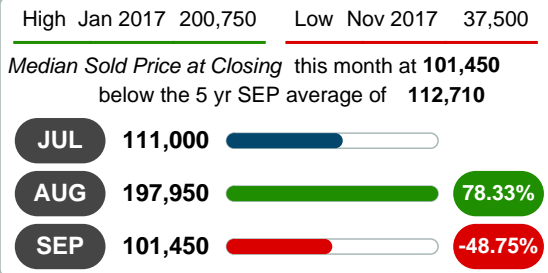 High Jan 2017 200,750 Low Nov 2017 37,500
Median Sold Price at Closing this month at 101,450
below the 5 yr SEP average of 112,710
JUL 111,000
AUG 197,950 78.33%
SEP 101,450 -48.75%